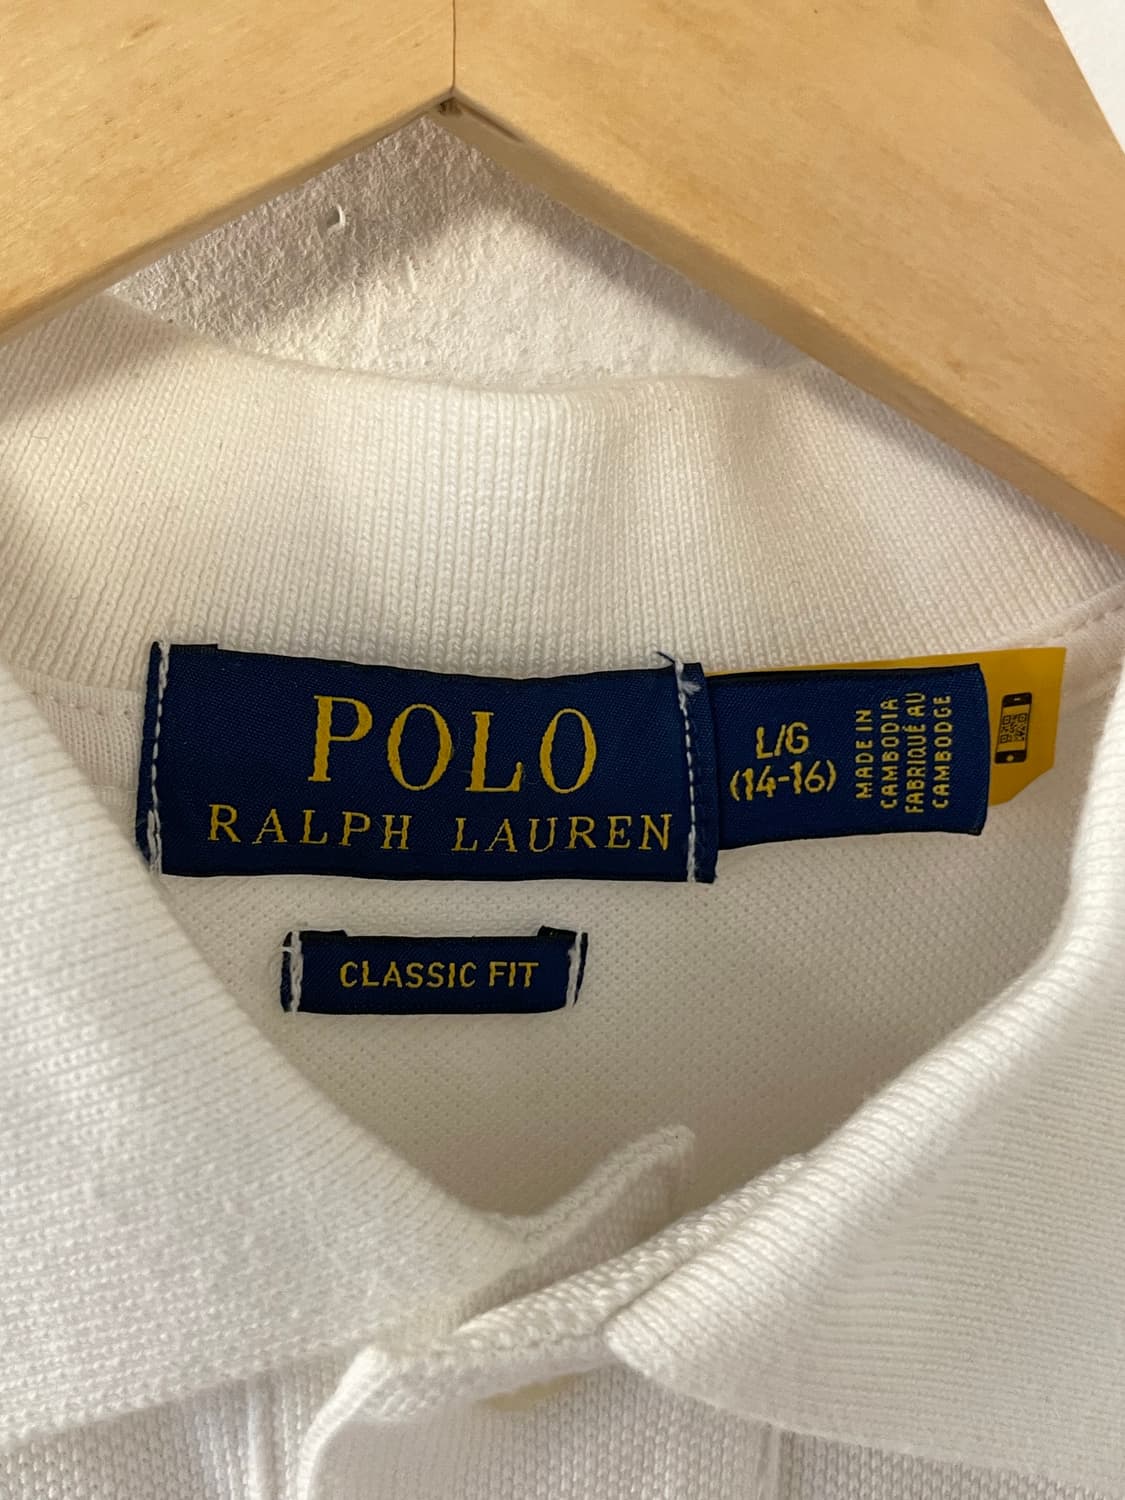 POLO
RALPH LAUREN
L/G
(14-16)
MADE IN
CAMBODIA
FABRIQUÉ AU
CAMBODGE
CLASSIC FIT